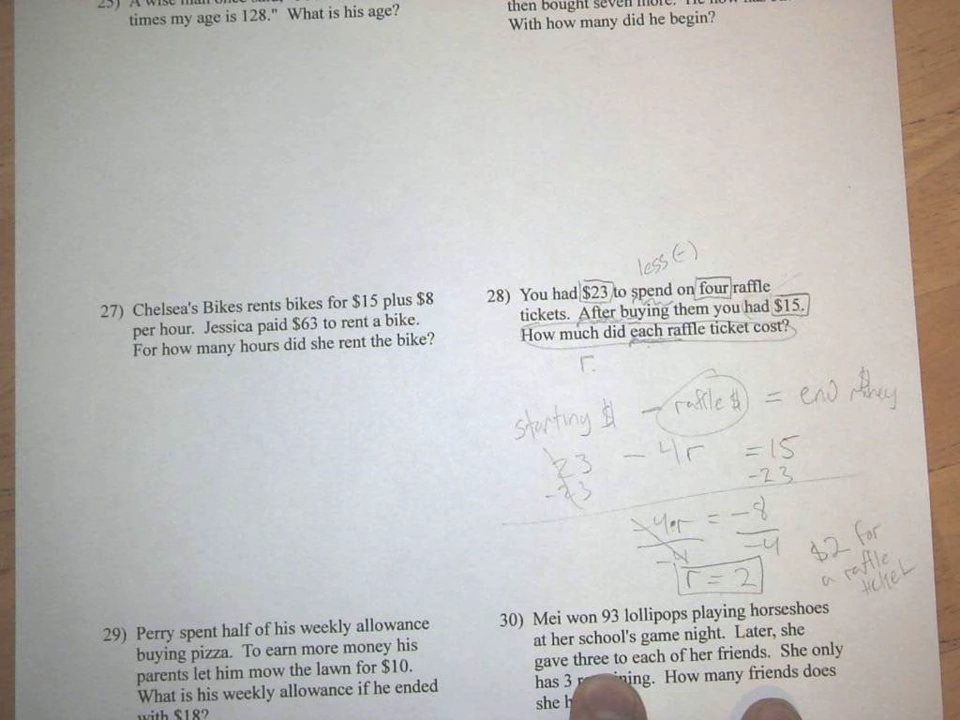 times my age is 128." What is his age?
then bought seven more.
With how many did he begin?
27) Chelsea's Bikes rents bikes for $15 plus $8
per hour. Jessica paid $63 to rent a bike.
For how many hours did she rent the bike?
less (-)
28) You had $23 to spend on four raffle
tickets. After buying them you had $15.
How much did each raffle ticket cost?
r.
starting $ - raffle $ = end money
23 - 4r = 15
-23 -23
-4r = -8
-4 -4
r = 2
$2 for
a raffle
ticket
29) Perry spent half of his weekly allowance
buying pizza. To earn more money his
parents let him mow the lawn for $10.
What is his weekly allowance if he ended
with $18?
30) Mei won 93 lollipops playing horseshoes
at her school's game night. Later, she
gave three to each of her friends. She only
has 3 ning. How many friends does
she